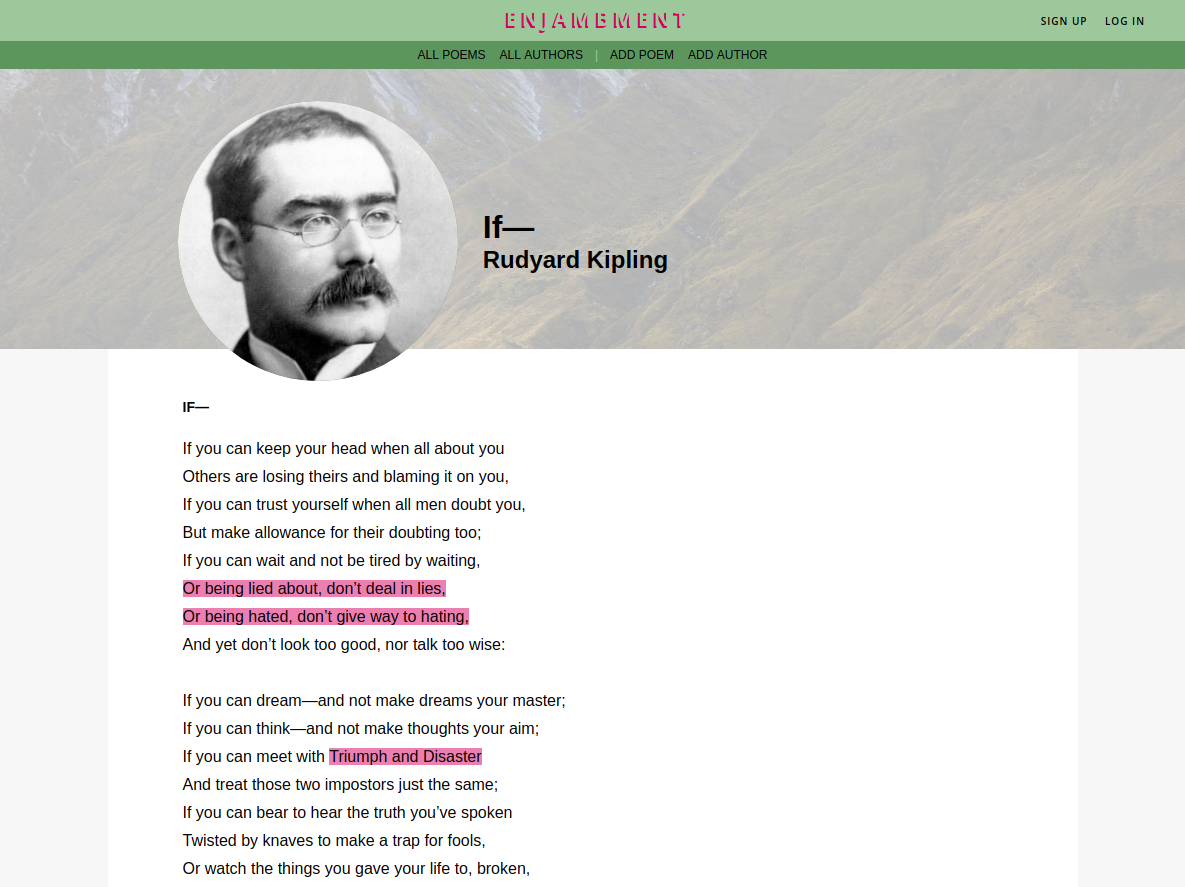 ENJAMBMENT
SIGN UP LOG IN
ALL POEMS ALL AUTHORS | ADD POEM ADD AUTHOR
If—
Rudyard Kipling
IF—
If you can keep your head when all about you
Others are losing theirs and blaming it on you,
If you can trust yourself when all men doubt you,
But make allowance for their doubting too;
If you can wait and not be tired by waiting,
Or being lied about, don’t deal in lies,
Or being hated, don’t give way to hating,
And yet don’t look too good, nor talk too wise:
If you can dream—and not make dreams your master;
If you can think—and not make thoughts your aim;
If you can meet with Triumph and Disaster
And treat those two impostors just the same;
If you can bear to hear the truth you’ve spoken
Twisted by knaves to make a trap for fools,
Or watch the things you gave your life to, broken,